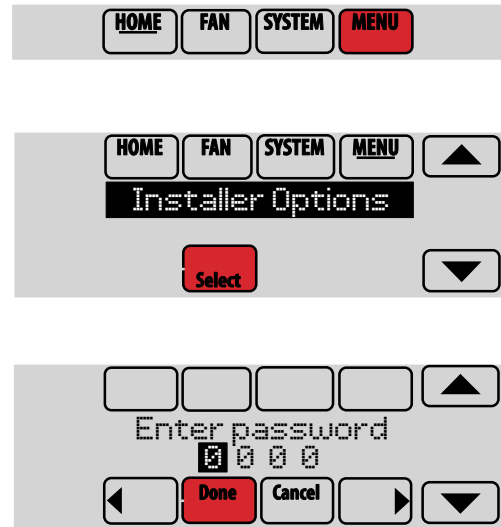 HOME FAN SYSTEM MENU
HOME FAN SYSTEM MENU
Installer Options
Select
Enter password
0 0 0 0
Done Cancel